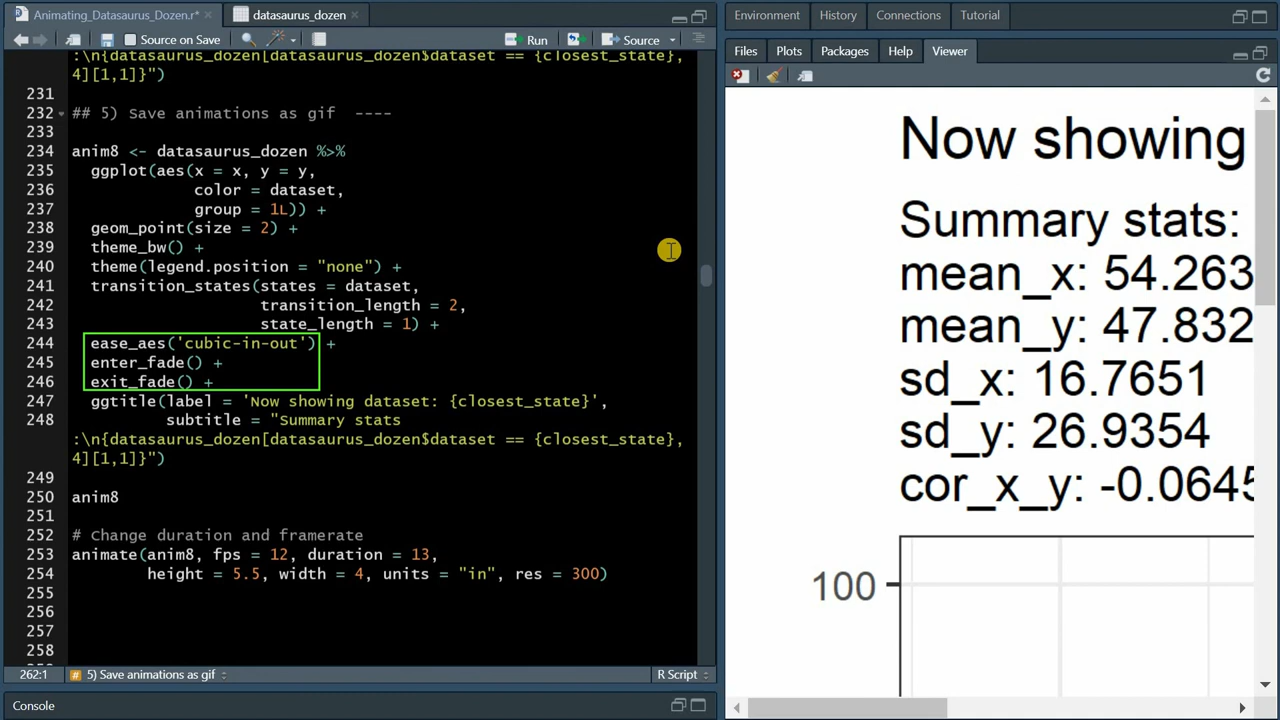 Animating_Datasaurus_Dozen.r*
datasaurus_dozen
Source on Save
Run
Source
:\n{datasaurus_dozen[datasaurus_dozen$dataset == {closest_state},
4][1,1]}")
231
232 ## 5) Save animations as gif ----
233
234 anim8 <- datasaurus_dozen %>%
235 ggplot(aes(x = x, y = y,
236 color = dataset,
237 group = 1L)) +
238 geom_point(size = 2) +
239 theme_bw() +
240 theme(legend.position = "none") +
241 transition_states(states = dataset,
242 transition_length = 2,
243 state_length = 1) +
244 ease_aes('cubic-in-out') +
245 enter_fade() +
246 exit_fade() +
247 ggtitle(label = 'Now showing dataset: {closest_state}',
248 subtitle = "Summary stats
:\n{datasaurus_dozen[datasaurus_dozen$dataset == {closest_state},
4][1,1]}")
249
250 anim8
251
252 # Change duration and framerate
253 animate(anim8, fps = 12, duration = 13,
254 height = 5.5, width = 4, units = "in", res = 300)
255
256
257
258
262:1
5) Save animations as gif
R Script
Console
Environment
History
Connections
Tutorial
Files
Plots
Packages
Help
Viewer
Now showing
Summary stats:
mean_x: 54.263
mean_y: 47.832
sd_x: 16.7651
sd_y: 26.9354
cor_x_y: -0.0645
100